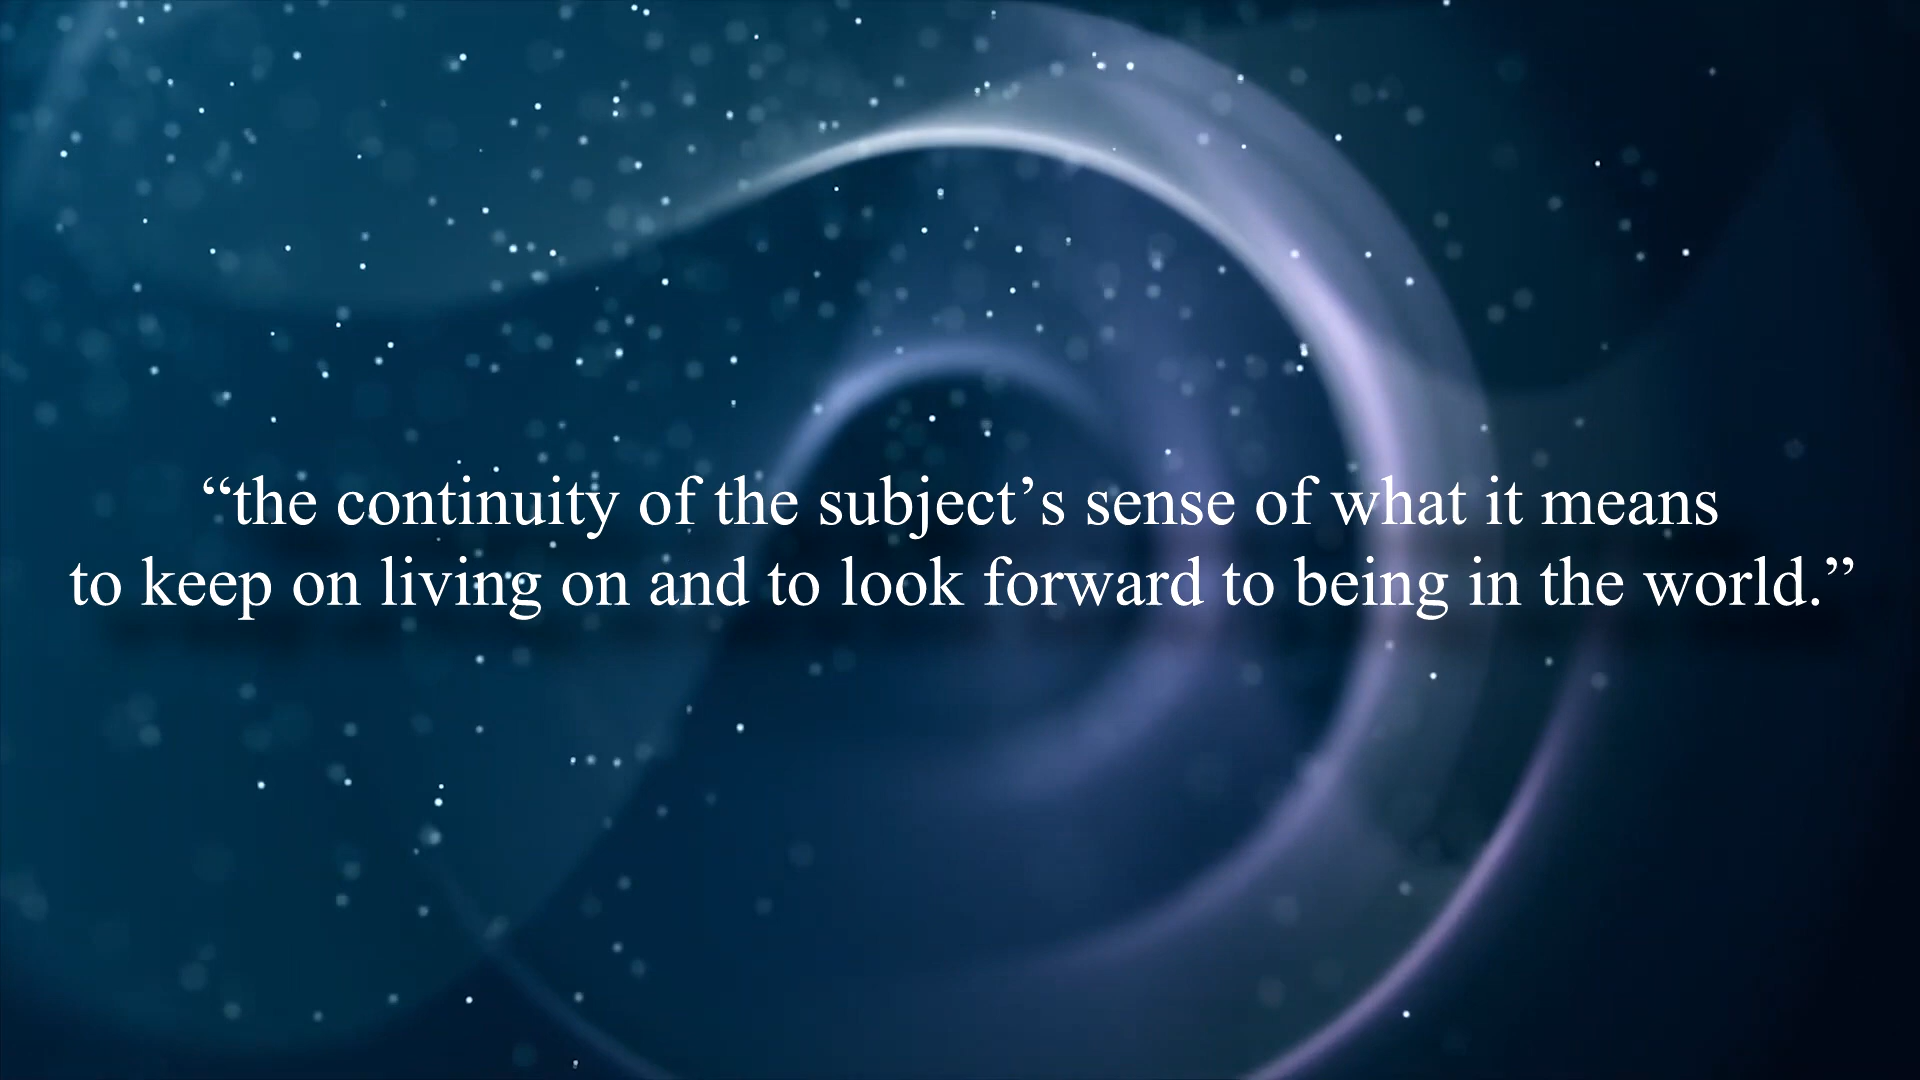 “the continuity of the subject’s sense of what it means
to keep on living on and to look forward to being in the world.”